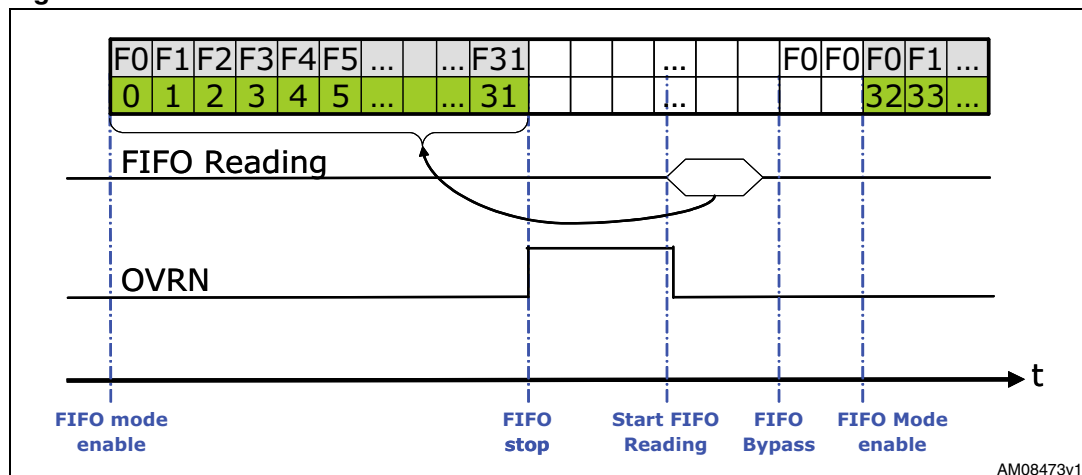 F0 F1 F2 F3 F4 F5 ... ... F31 ... F0 F0 F0 F1 ...
0 1 2 3 4 5 ... ... 31 ... 32 33 ...
FIFO Reading
OVRN
t
FIFO mode enable
FIFO stop
Start FIFO Reading
FIFO Bypass
FIFO Mode enable
AM08473v1